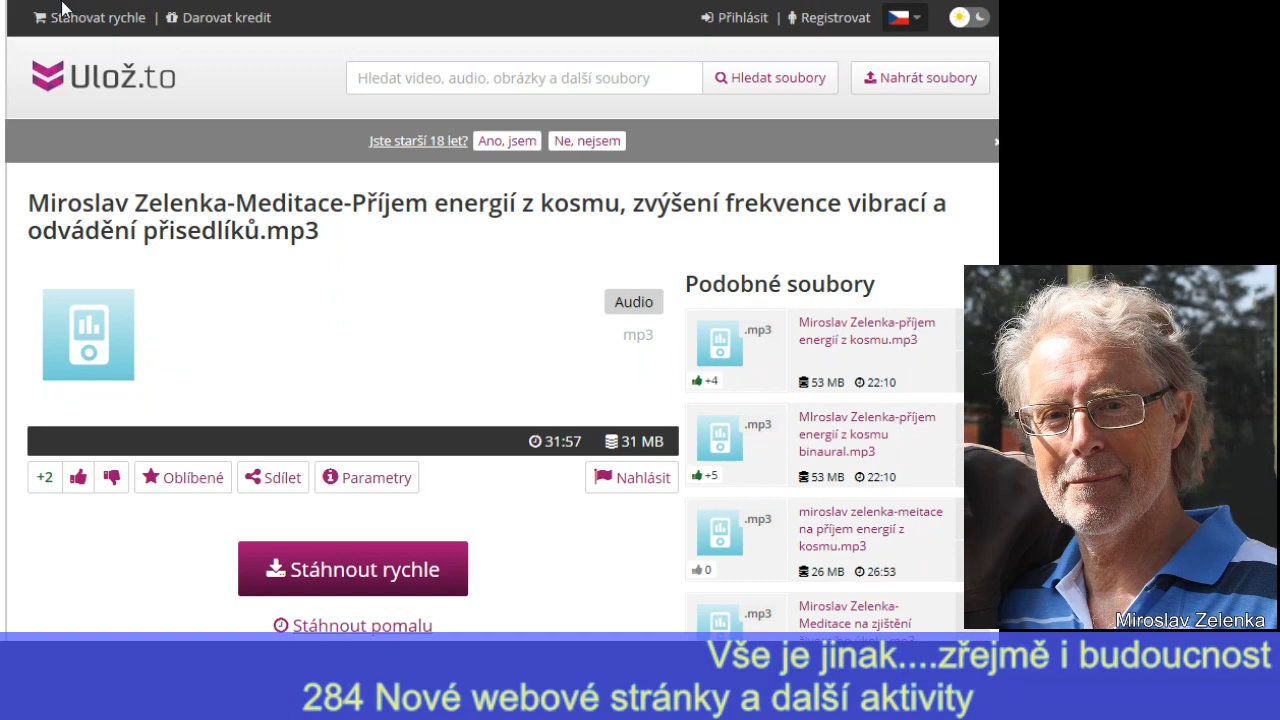 Stahovat rychle | Darovat kredit
Přihlásit | Registrovat
Ulož.to
Hledat video, audio, obrázky a další soubory
Hledat soubory
Nahrát soubory
Jste starší 18 let? Ano, jsem Ne, nejsem
Miroslav Zelenka-Meditace-Příjem energií z kosmu, zvýšení frekvence vibrací a
odvádění přisedlíků.mp3
Audio
mp3
31:57 31 MB
+2
Oblíbené
Sdílet
Parametry
Nahlásit
Stáhnout rychle
Stáhnout pomalu
Podobné soubory
.mp3
Miroslav Zelenka-příjem
energií z kosmu.mp3
+4
53 MB 22:10
.mp3
MIroslav Zelenka-příjem
energií z kosmu
binaural.mp3
+5
53 MB 22:10
.mp3
miroslav zelenka-meitace
na příjem energií z
kosmu.mp3
0
26 MB 26:53
.mp3
Miroslav Zelenka-
Meditace na zjištění
Miroslav Zelenka
Vše je jinak....zřejmě i budoucnost
284 Nové webové stránky a další aktivity